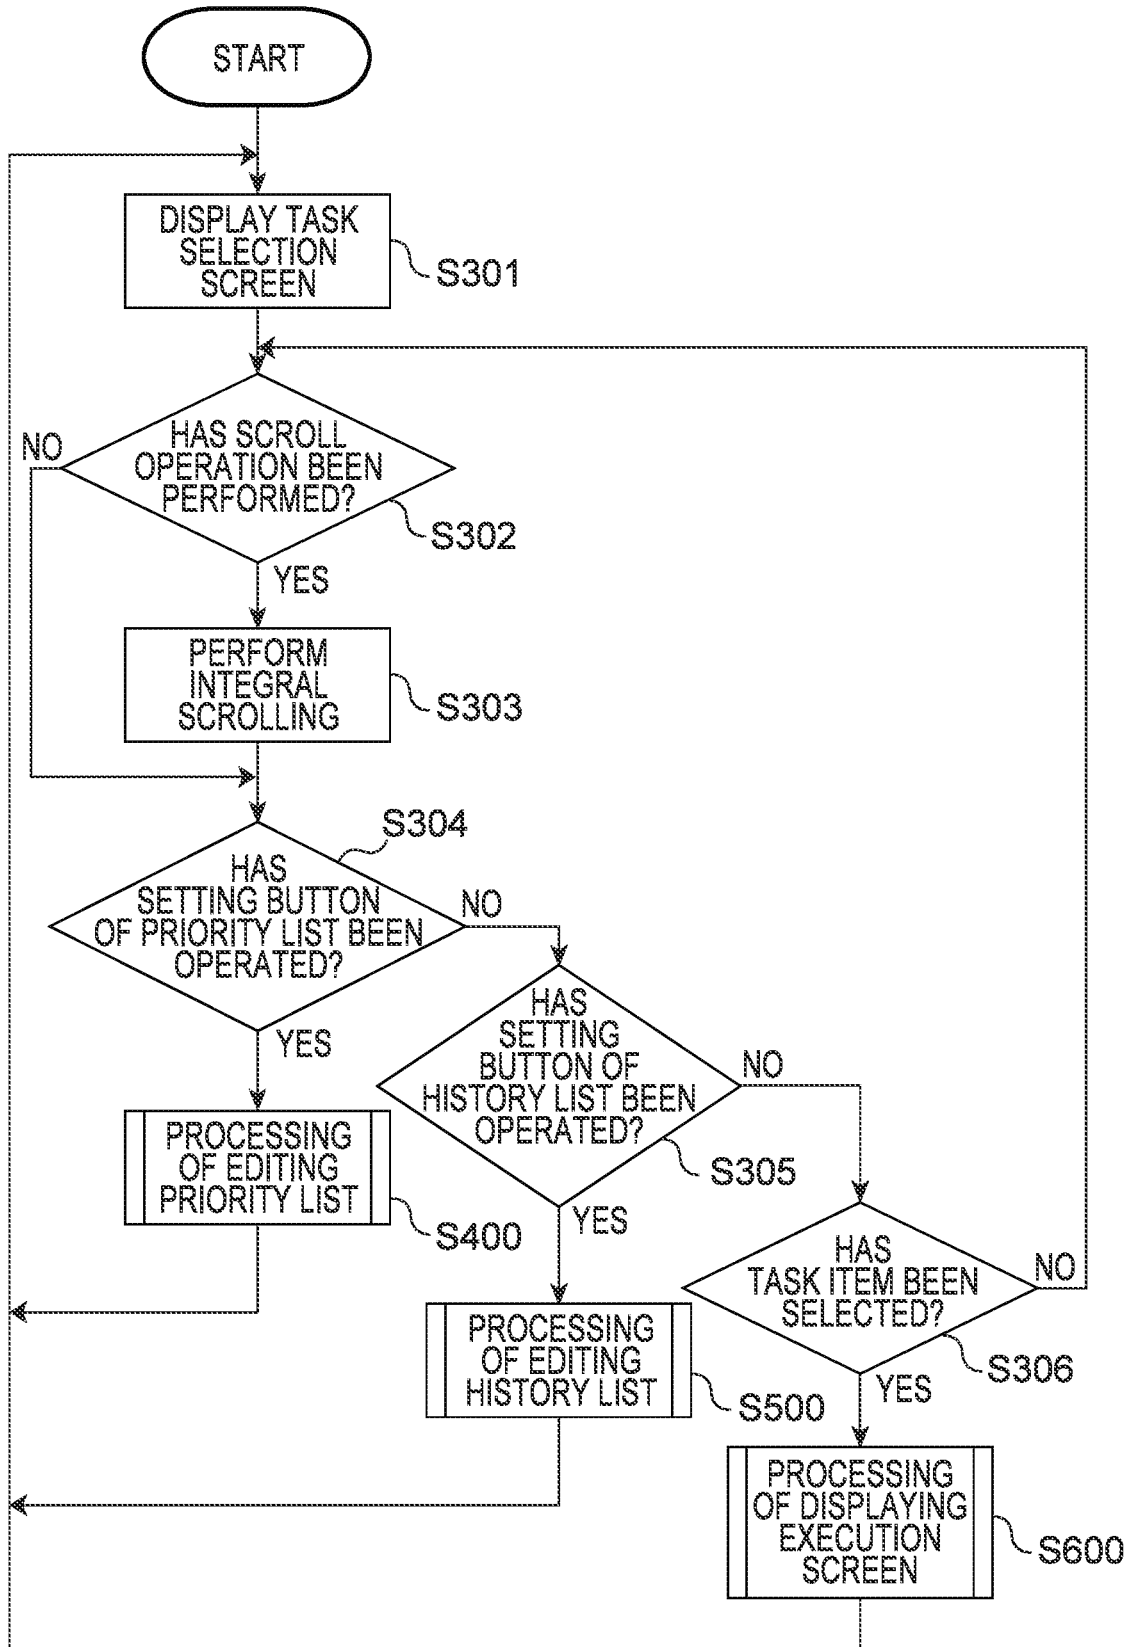 START
DISPLAY TASK
SELECTION
SCREEN
S301
NO
HAS SCROLL
OPERATION BEEN
PERFORMED?
S302
YES
PERFORM
INTEGRAL
SCROLLING
S303
S304
HAS
SETTING BUTTON
OF PRIORITY LIST BEEN
OPERATED?
NO
YES
HAS
SETTING
BUTTON OF
HISTORY LIST BEEN
OPERATED?
NO
S305
YES
PROCESSING
OF EDITING
PRIORITY LIST
S400
HAS
TASK ITEM BEEN
SELECTED?
NO
S306
YES
PROCESSING
OF EDITING
HISTORY LIST
S500
PROCESSING
OF DISPLAYING
EXECUTION
SCREEN
S600